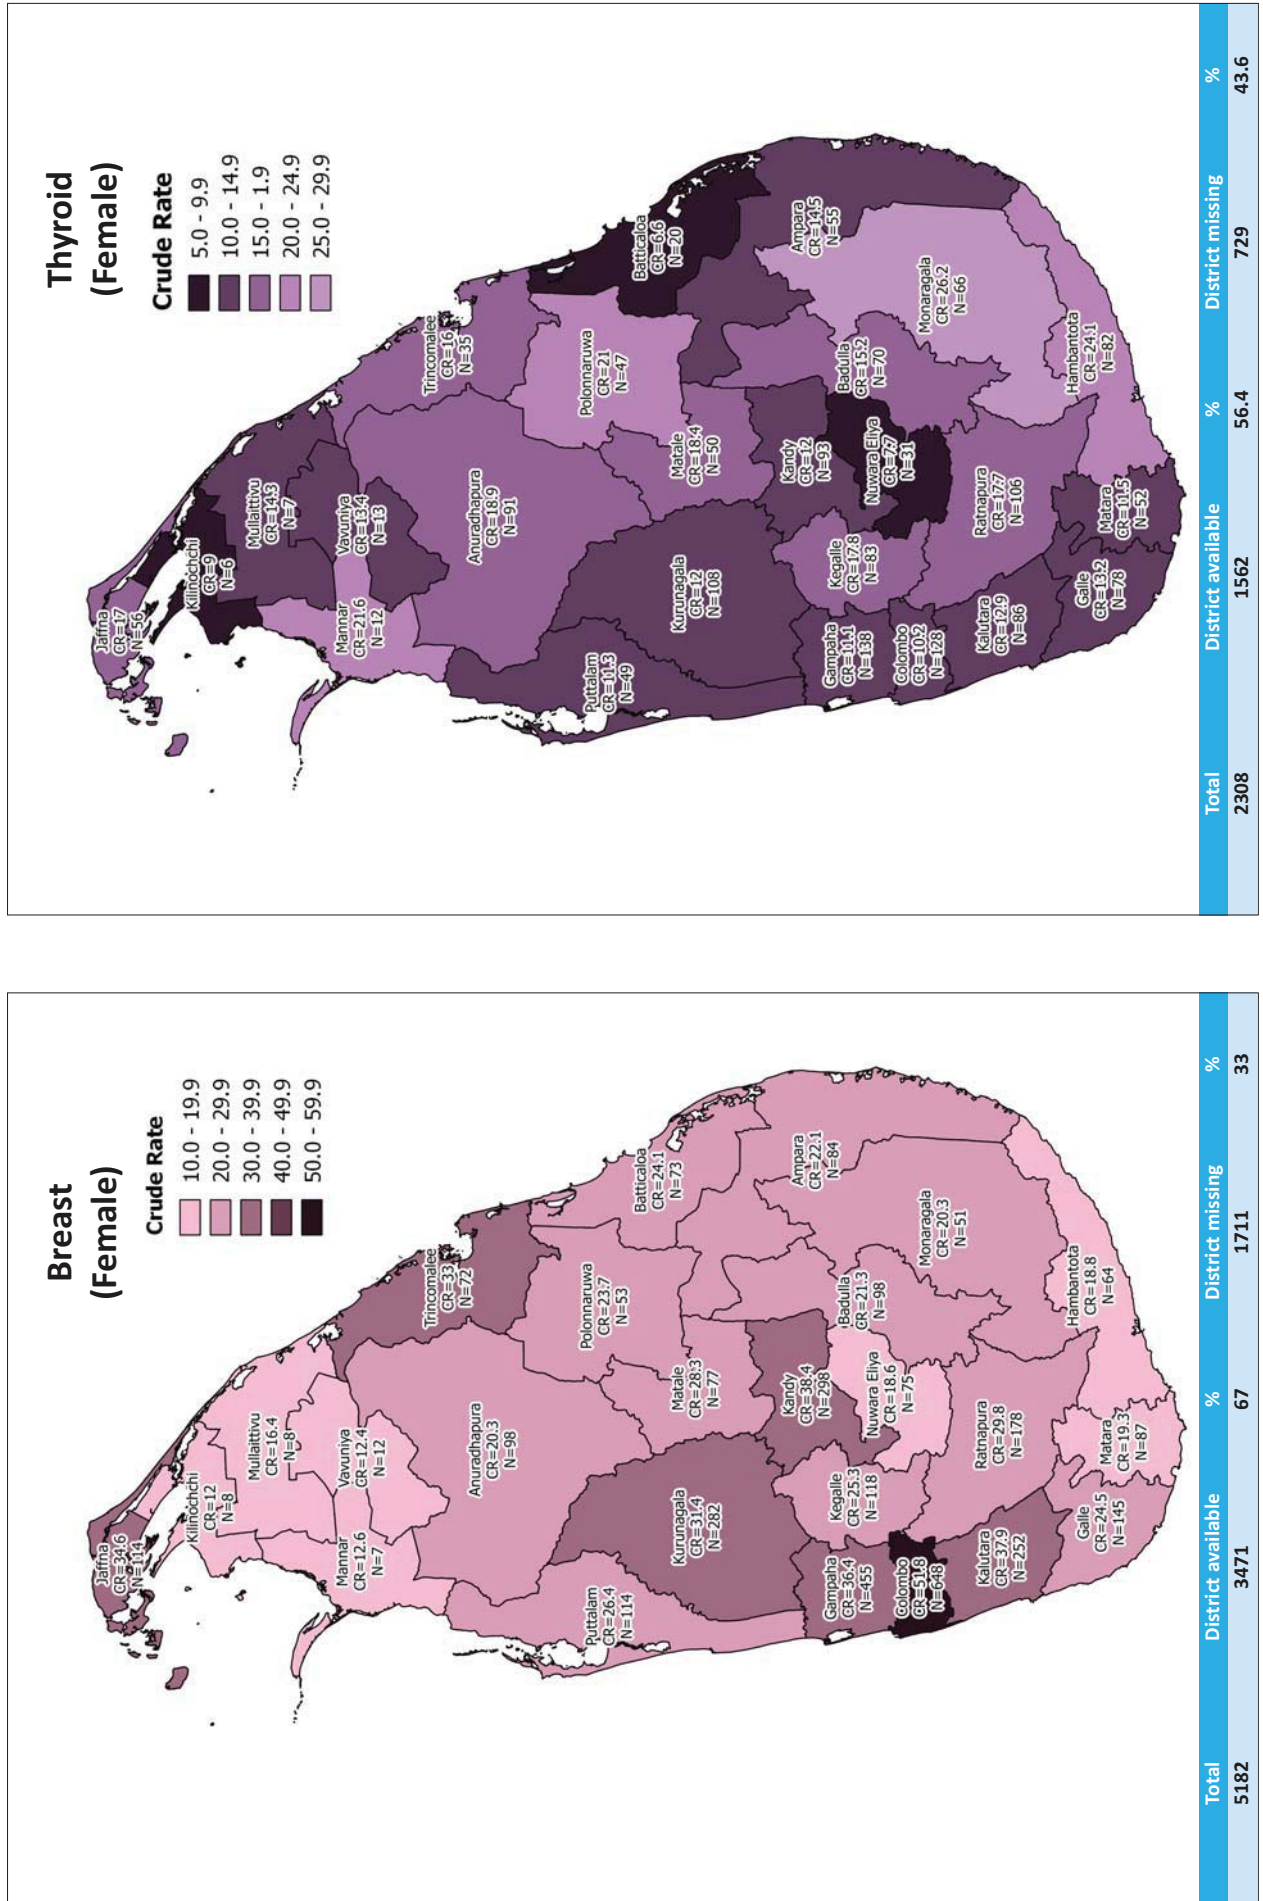 Breast
(Female)
Crude Rate
10.0 - 19.9
20.0 - 29.9
30.0 - 39.9
40.0 - 49.9
50.0 - 59.9
Jaffna
CR=34.6
N=114
Kilinochchi
CR=12
N=8
Mullaittivu
CR=16.4
N=8
Mannar
CR=12.6
N=7
Vavuniya
CR=12.4
N=12
Trincomalee
CR=33
N=72
Anuradhapura
CR=20.3
N=98
Puttalam
CR=26.4
N=114
Polonnaruwa
CR=23.7
N=53
Batticaloa
CR=24.1
N=73
Kurunagala
CR=31.4
N=282
Matale
CR=28.3
N=77
Kandy
CR=38.4
N=298
Ampara
CR=22.1
N=84
Gampaha
CR=36.4
N=455
Kegalle
CR=25.3
N=118
Nuwara Eliya
CR=18.6
N=75
Badulla
CR=21.3
N=98
Colombo
CR=51.8
N=648
Monaragala
CR=20.3
N=51
Kalutara
CR=37.9
N=252
Ratnapura
CR=29.8
N=178
Galle
CR=24.5
N=145
Matara
CR=19.3
N=87
Hambantota
CR=18.8
N=64
Total District available % District missing %
5182 3471 67 1711 33
Thyroid
(Female)
Crude Rate
5.0 - 9.9
10.0 - 14.9
15.0 - 1.9
20.0 - 24.9
25.0 - 29.9
Jaffna
CR=17
N=56
Kilinochchi
CR=9
N=6
Mullaittivu
CR=14.3
N=7
Mannar
CR=21.6
N=12
Vavuniya
CR=13.4
N=13
Trincomalee
CR=16
N=35
Anuradhapura
CR=18.9
N=91
Puttalam
CR=11.3
N=49
Polonnaruwa
CR=21
N=47
Batticaloa
CR=6.6
N=20
Kurunagala
CR=12
N=108
Matale
CR=18.4
N=50
Kandy
CR=12
N=93
Ampara
CR=14.5
N=55
Gampaha
CR=11.1
N=138
Kegalle
CR=17.8
N=83
Nuwara Eliya
CR=7.7
N=31
Badulla
CR=15.2
N=70
Colombo
CR=10.2
N=128
Monaragala
CR=26.2
N=66
Kalutara
CR=12.9
N=86
Ratnapura
CR=17.7
N=106
Galle
CR=13.2
N=78
Matara
CR=11.5
N=52
Hambantota
CR=24.1
N=82
Total District available % District missing %
2308 1562 56.4 729 43.6